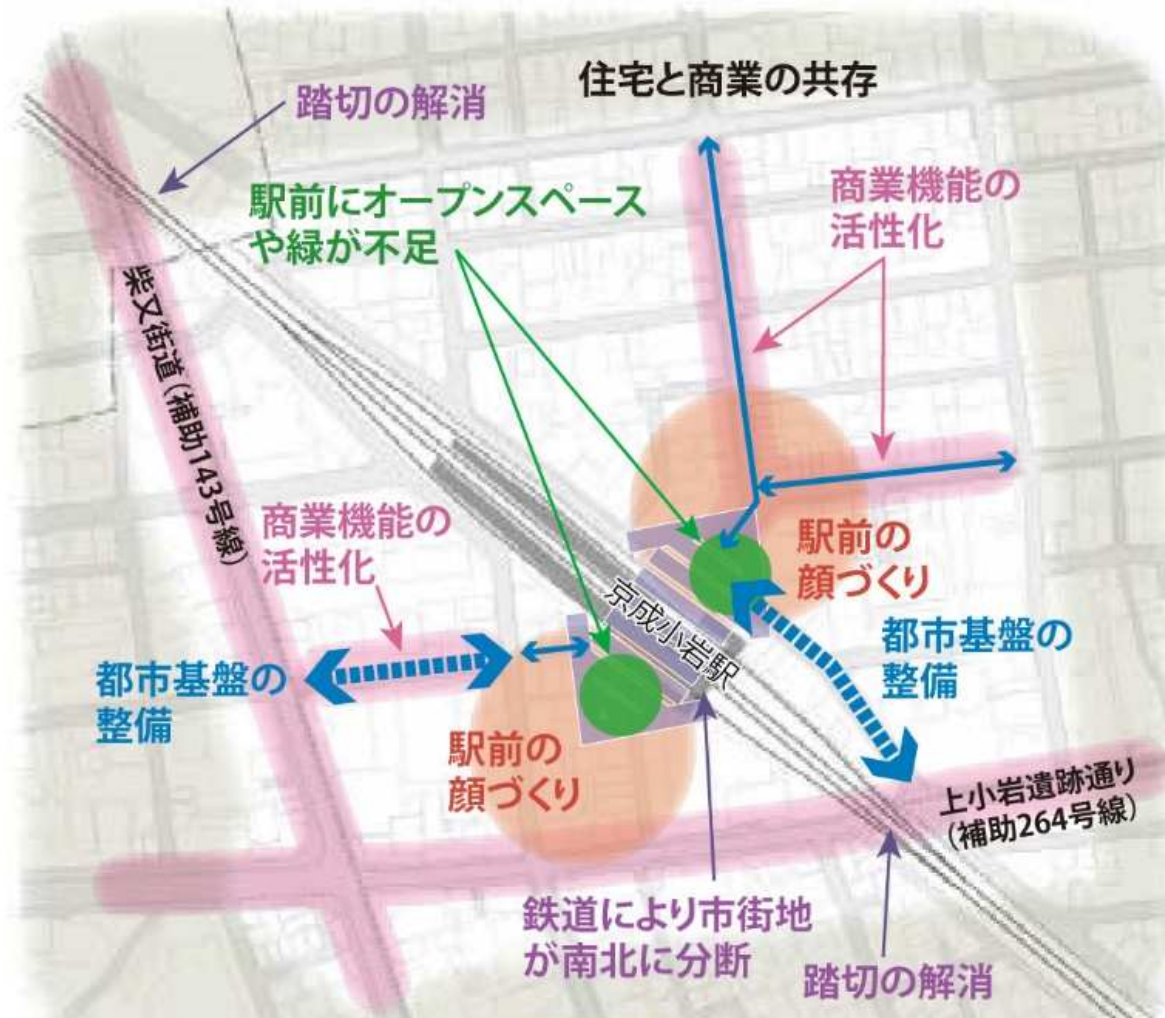 住宅と商業の共存
踏切の解消
駅前にオープンスペース
や緑が不足
商業機能の
活性化
柴又街道(補助143号線)
商業機能の
活性化
駅前の
顔づくり
京成小岩駅
都市基盤の
整備
都市基盤の
整備
駅前の
顔づくり
上小岩遺跡通り
(補助264号線)
鉄道により市街地
が南北に分断
踏切の解消